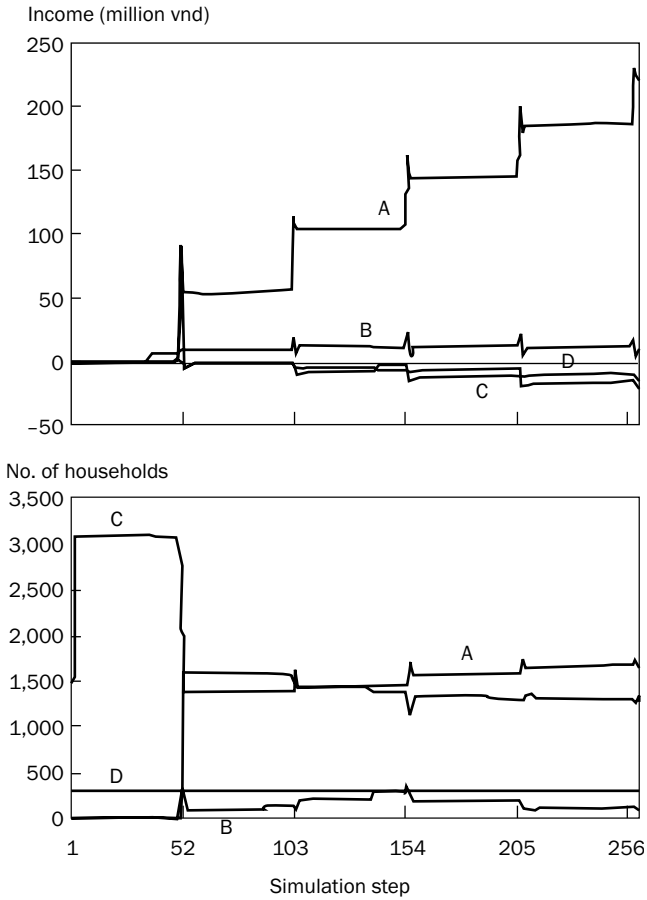 Income (million vnd)
250
200
150
100
50
0
–50
A
B
D
C
No. of households
3,500
3,000
2,500
2,000
1,500
1,000
500
0
C
A
D
B
1 52 103 154 205 256
Simulation step